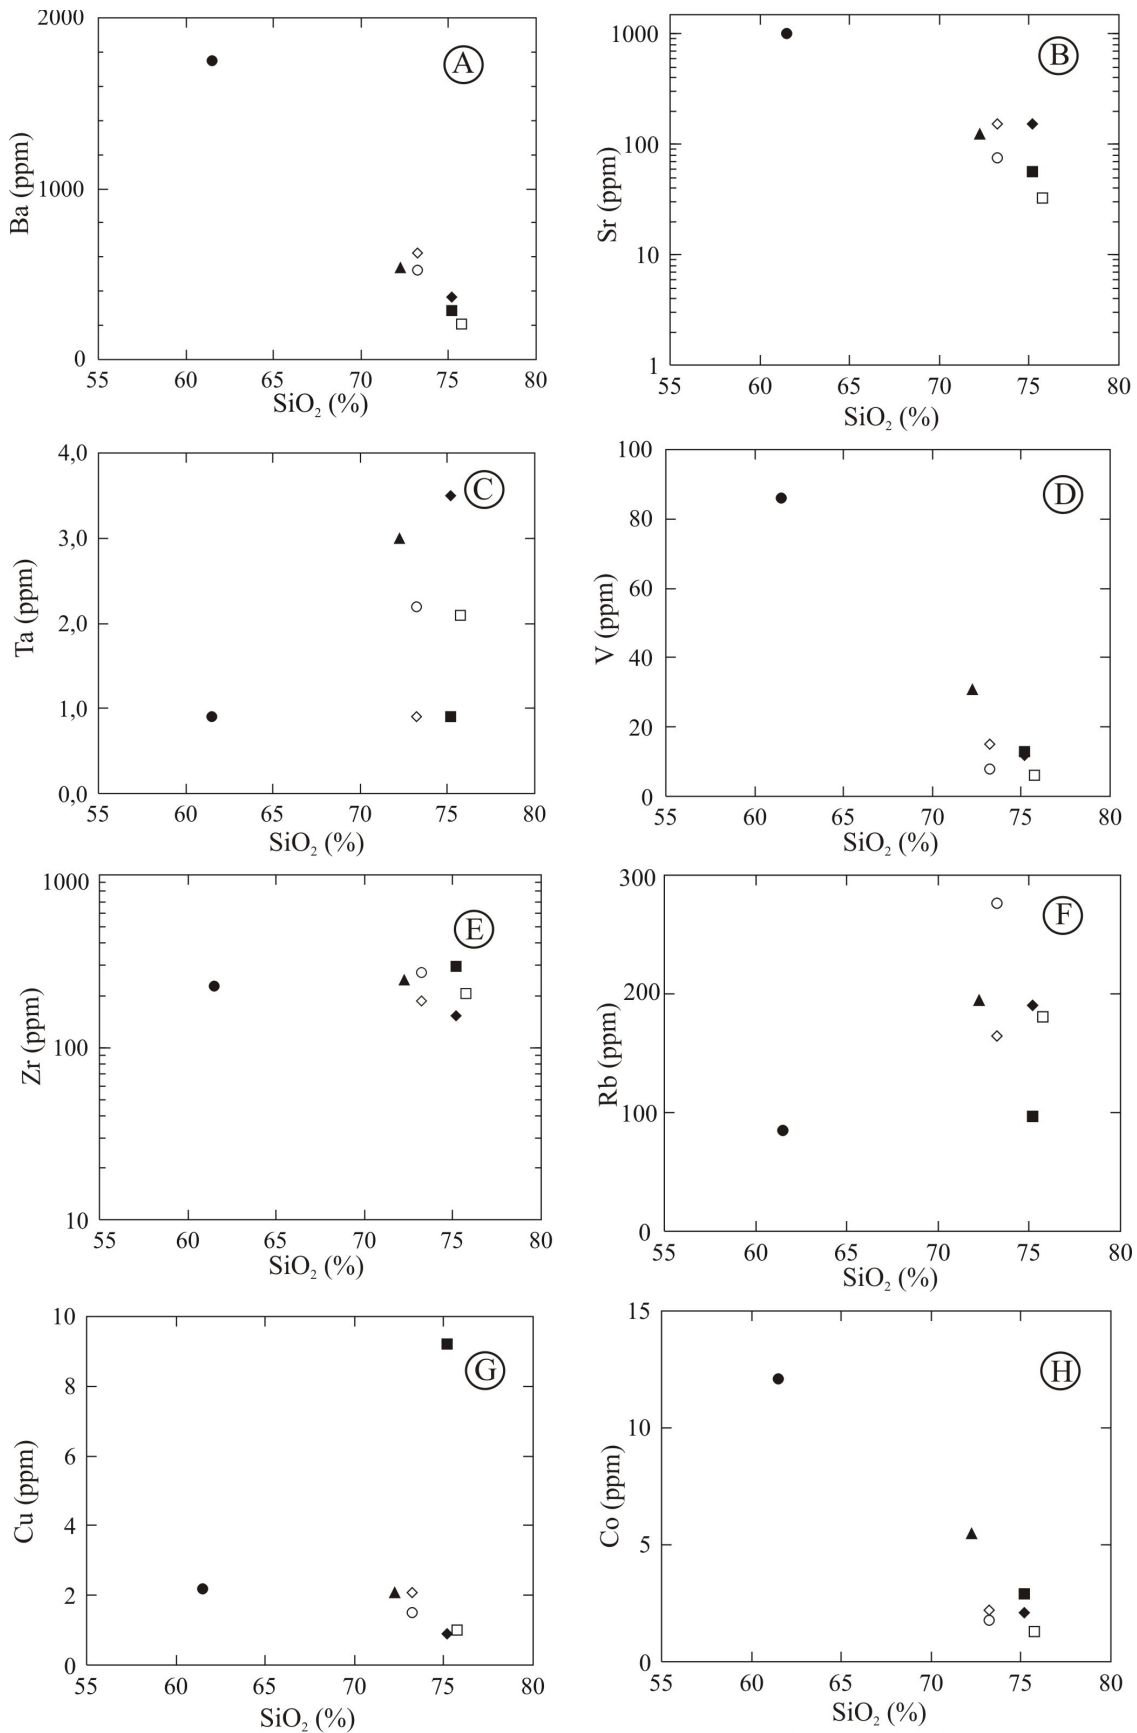 2000
A
Ba (ppm)
1000
0
55 60 65 70 75 80
SiO₂ (%)
1000
B
Sr (ppm)
100
10
1
55 60 65 70 75 80
SiO₂ (%)
4,0
C
3,0
Ta (ppm)
2,0
1,0
0,0
55 60 65 70 75 80
SiO₂ (%)
100
D
80
60
V (ppm)
40
20
0
55 60 65 70 75 80
SiO₂ (%)
1000
E
Zr (ppm)
100
10
55 60 65 70 75 80
SiO₂ (%)
300
F
200
Rb (ppm)
100
0
55 60 65 70 75 80
SiO₂ (%)
10
G
8
6
Cu (ppm)
4
2
0
55 60 65 70 75 80
SiO₂ (%)
15
H
10
Co (ppm)
5
0
55 60 65 70 75 80
SiO₂ (%)